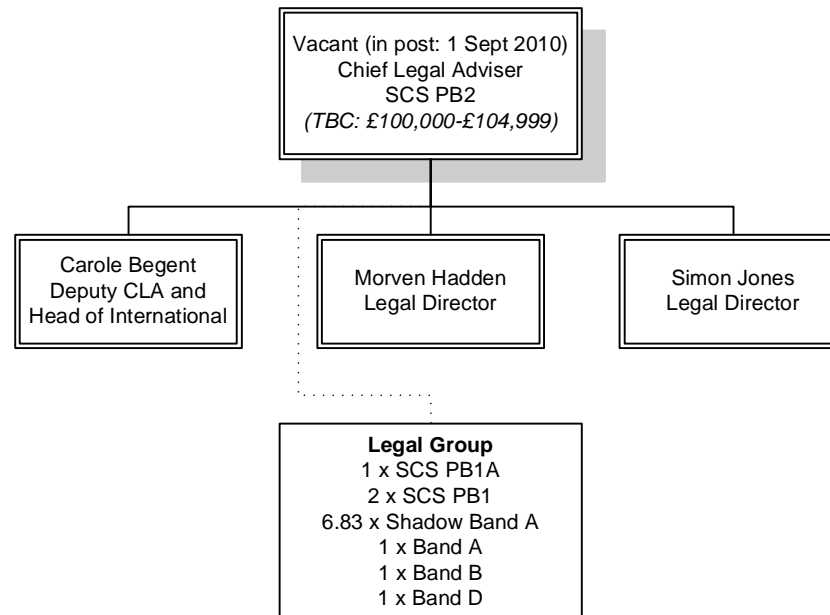 Vacant (in post: 1 Sept 2010)
Chief Legal Adviser
SCS PB2
(TBC: £100,000-£104,999)
Carole Begent
Deputy CLA and
Head of International
Morven Hadden
Legal Director
Simon Jones
Legal Director
Legal Group
1 x SCS PB1A
2 x SCS PB1
6.83 x Shadow Band A
1 x Band A
1 x Band B
1 x Band D